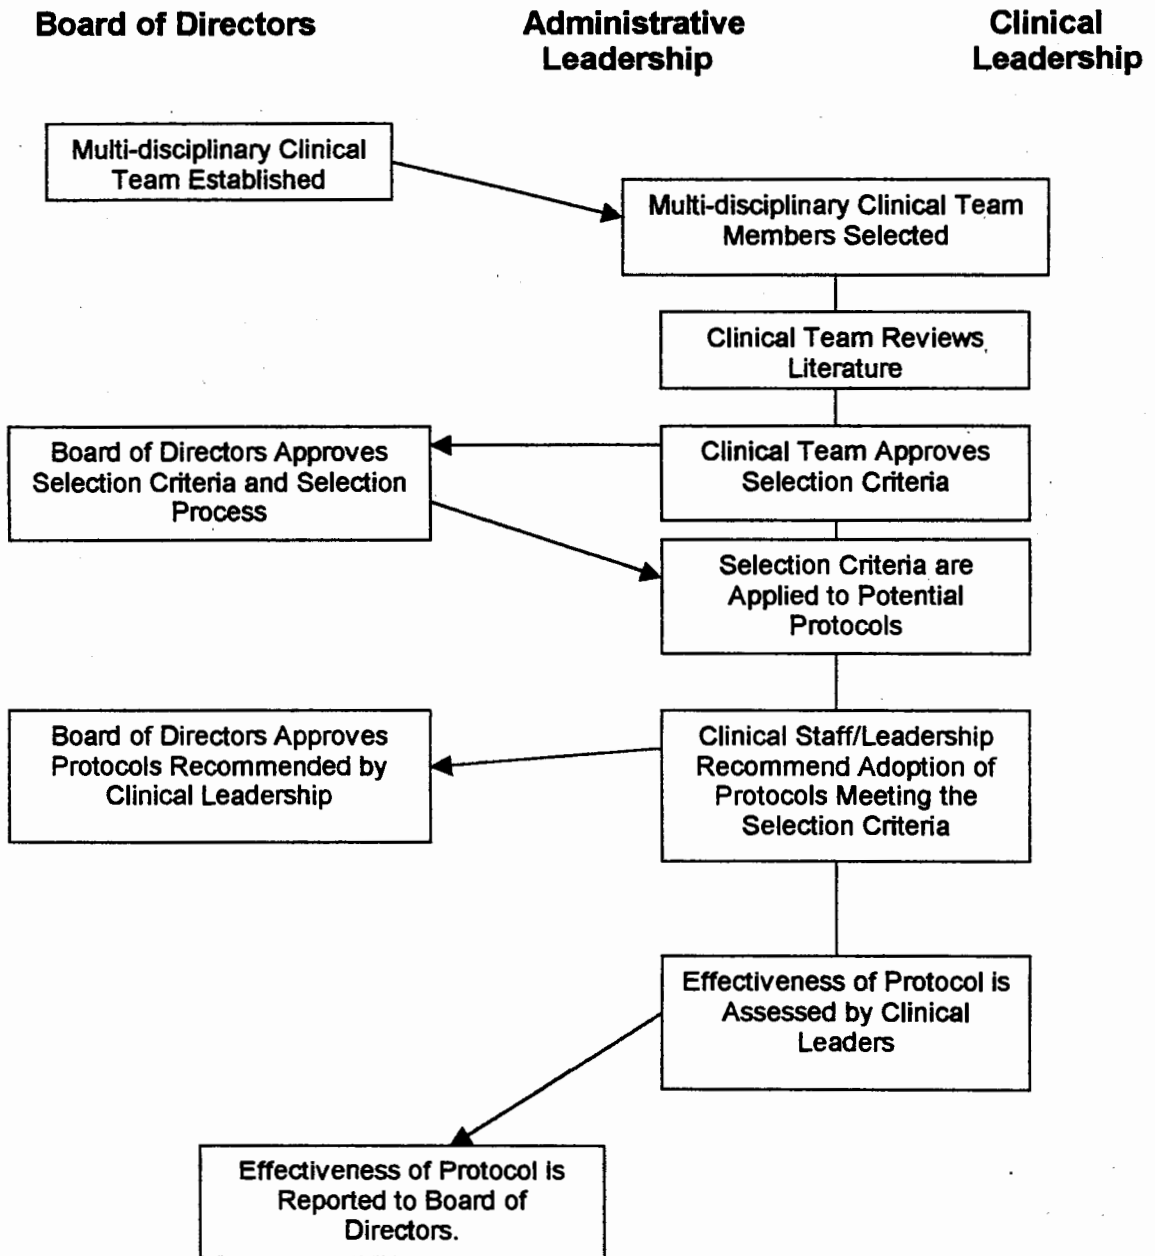 Board of Directors
Administrative
Leadership
Clinical
Leadership
Multi-disciplinary Clinical
Team Established
Multi-disciplinary Clinical Team
Members Selected
Clinical Team Reviews
Literature
Board of Directors Approves
Selection Criteria and Selection
Process
Clinical Team Approves
Selection Criteria
Selection Criteria are
Applied to Potential
Protocols
Board of Directors Approves
Protocols Recommended by
Clinical Leadership
Clinical Staff/Leadership
Recommend Adoption of
Protocols Meeting the
Selection Criteria
Effectiveness of Protocol is
Assessed by Clinical
Leaders
Effectiveness of Protocol is
Reported to Board of
Directors.